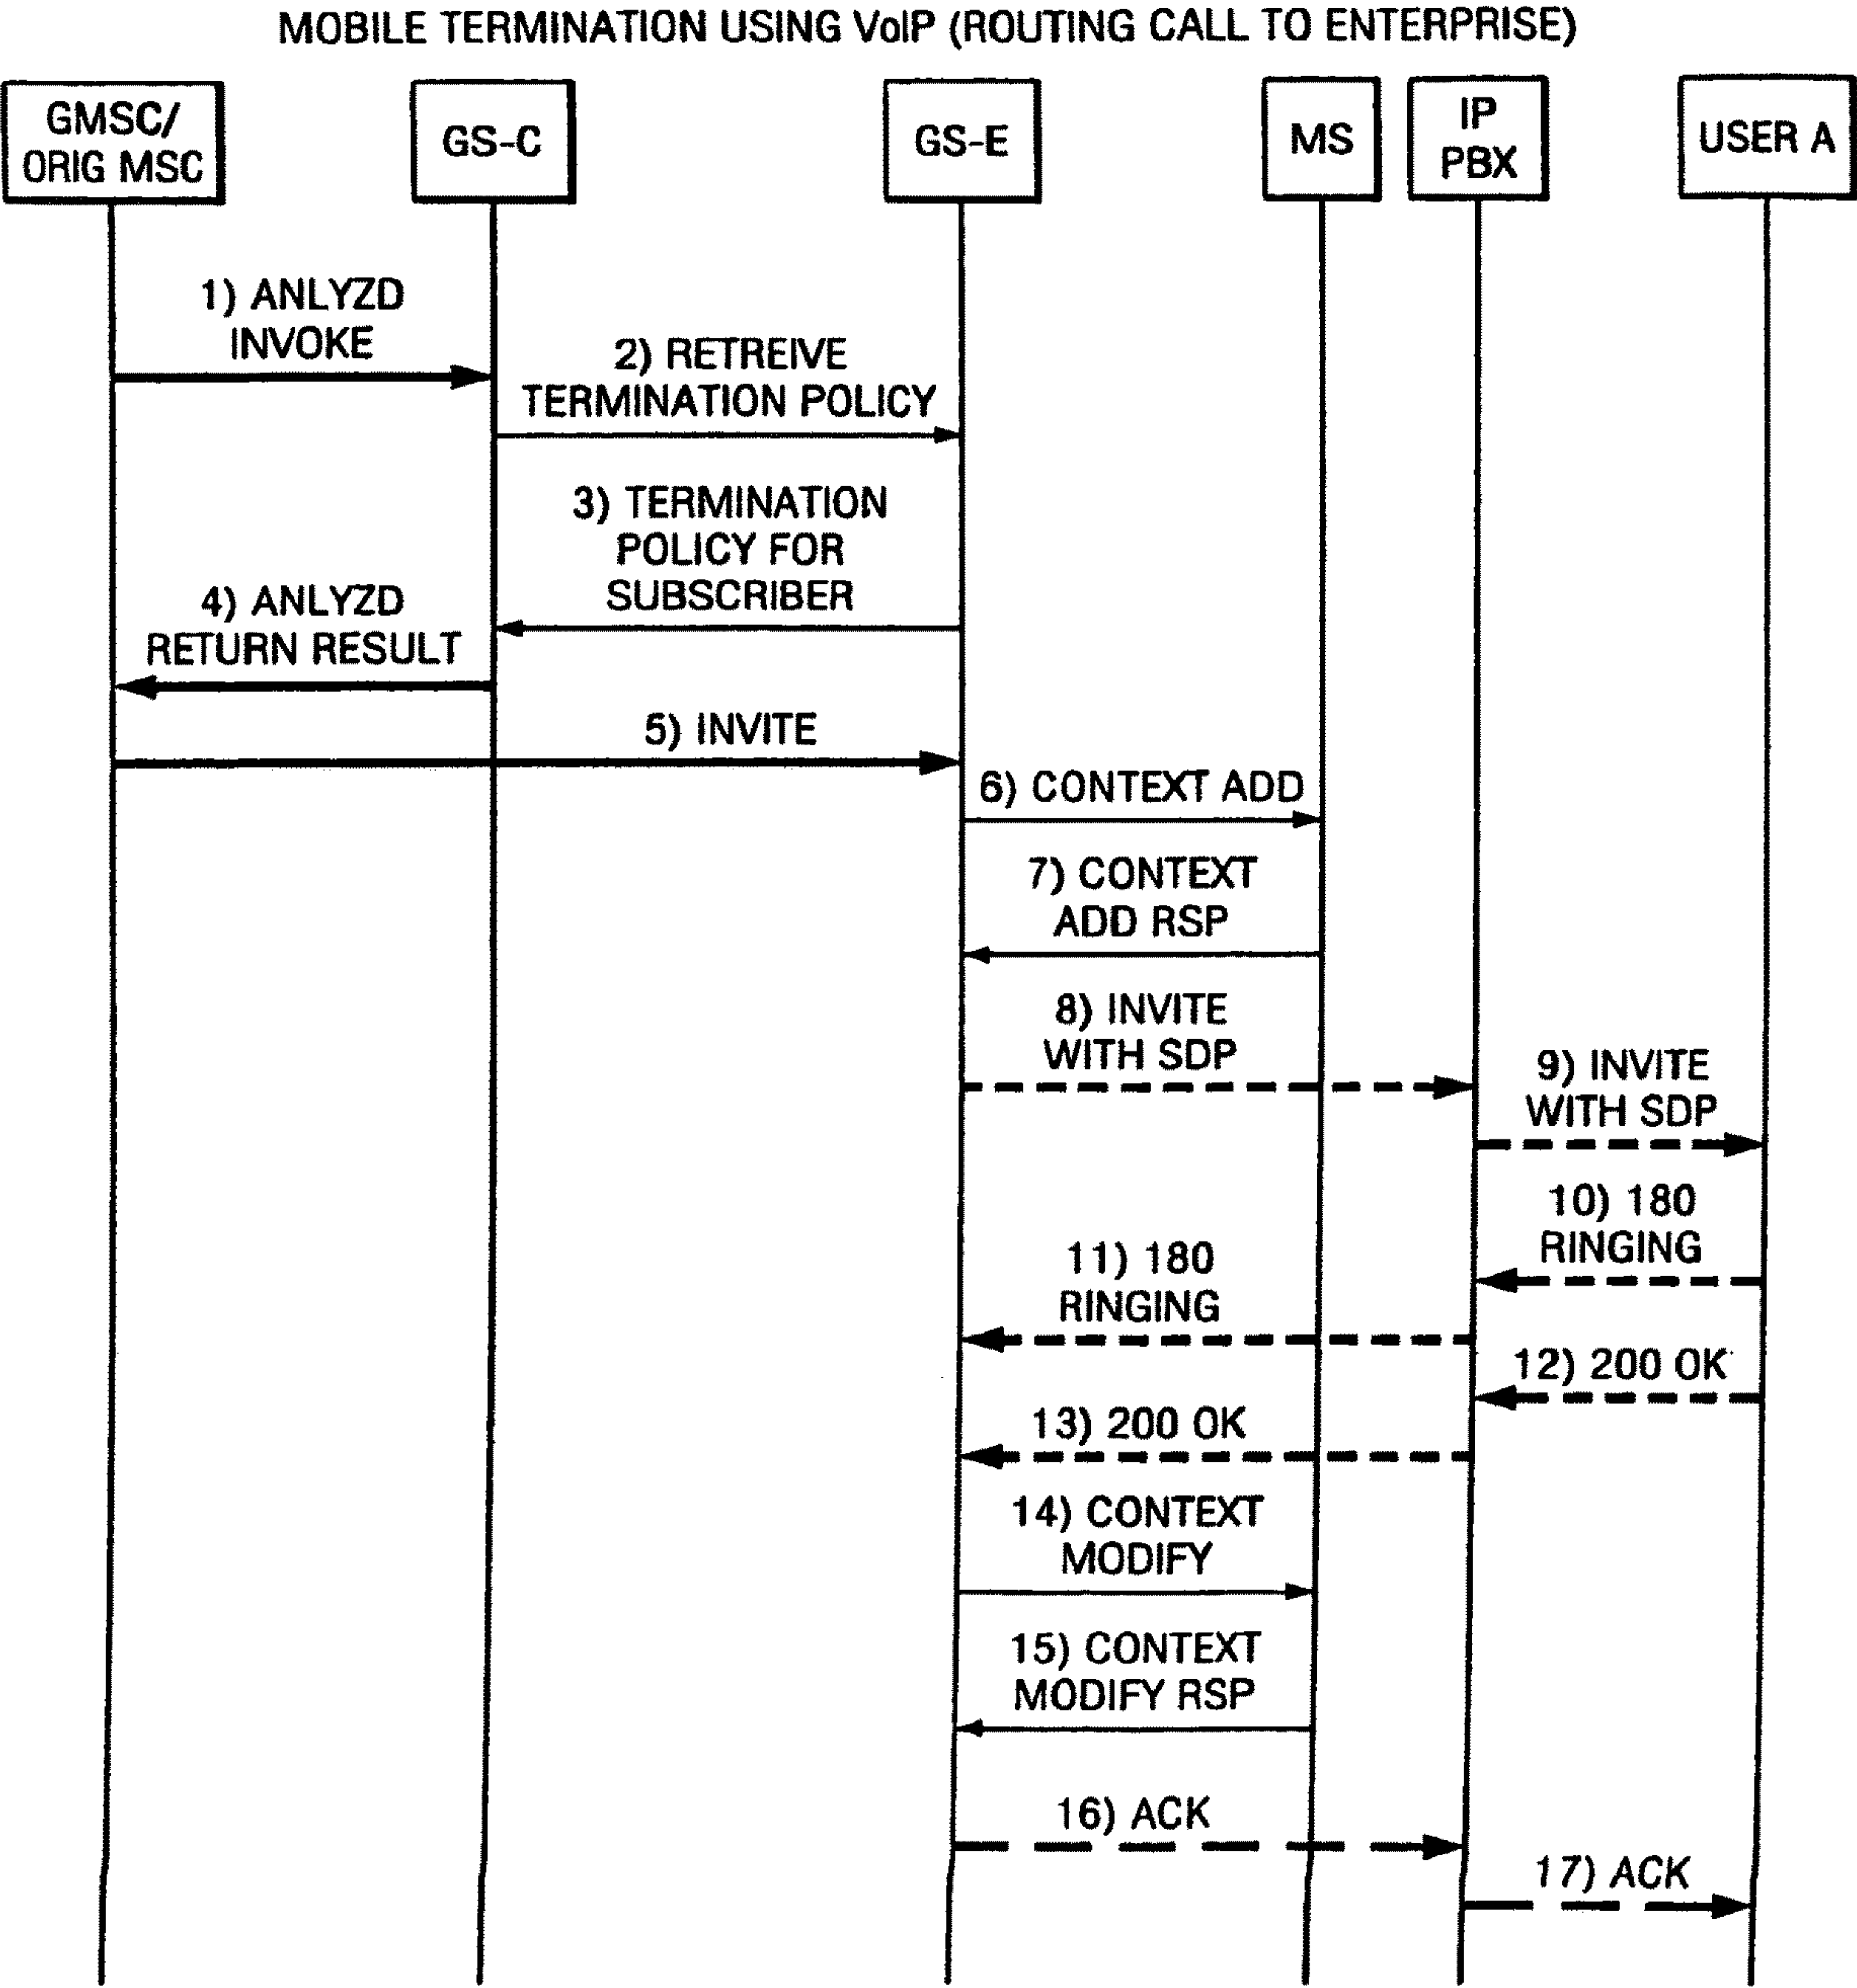 MOBILE TERMINATION USING VoIP (ROUTING CALL TO ENTERPRISE)
GMSC/
ORIG MSC
GS-C
GS-E
MS
IP
PBX
USER A
1) ANLYZD
INVOKE
2) RETREIVE
TERMINATION POLICY
3) TERMINATION
POLICY FOR
SUBSCRIBER
4) ANLYZD
RETURN RESULT
5) INVITE
6) CONTEXT ADD
7) CONTEXT
ADD RSP
8) INVITE
WITH SDP
9) INVITE
WITH SDP
10) 180
RINGING
11) 180
RINGING
12) 200 OK
13) 200 OK
14) CONTEXT
MODIFY
15) CONTEXT
MODIFY RSP
16) ACK
17) ACK